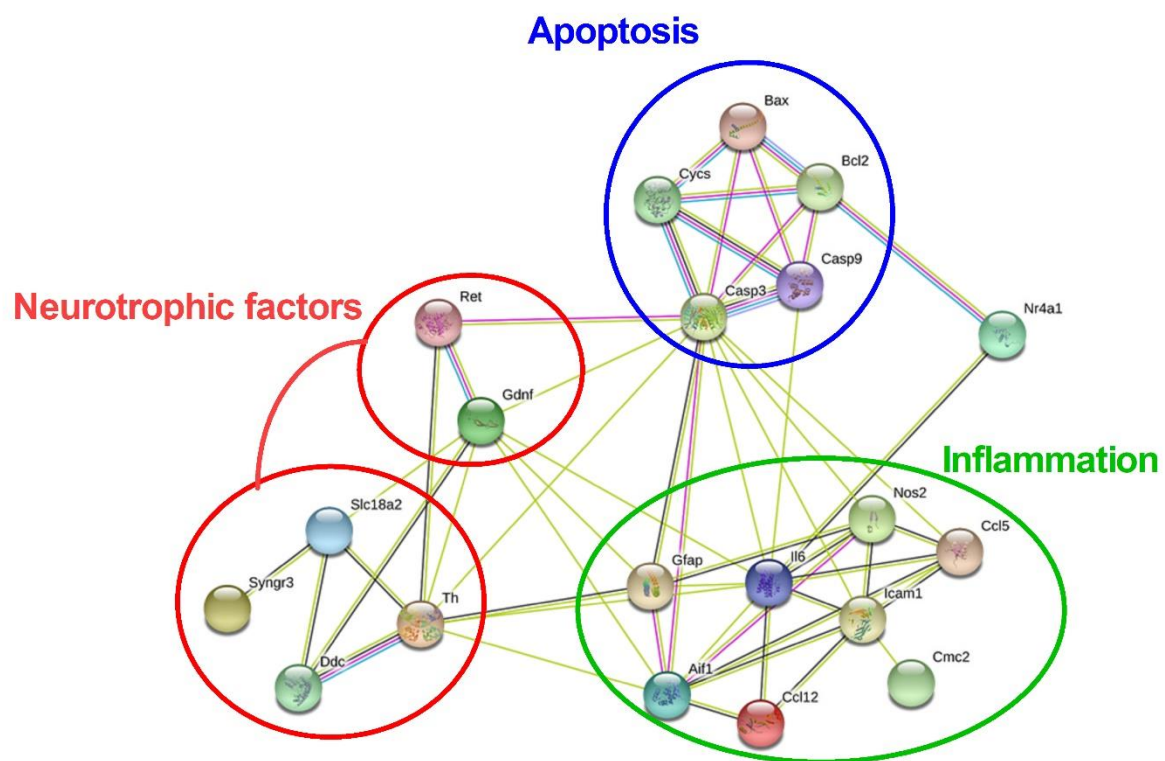 Apoptosis
Bax
Bcl2
Cycs
Casp9
Casp3
Neurotrophic factors
Ret
Nr4a1
Gdnf
Inflammation
Slc18a2
Nos2
Ccl5
Syngr3
Gfap
Il6
Icam1
Th
Ddc
Aif1
Cmc2
Ccl12